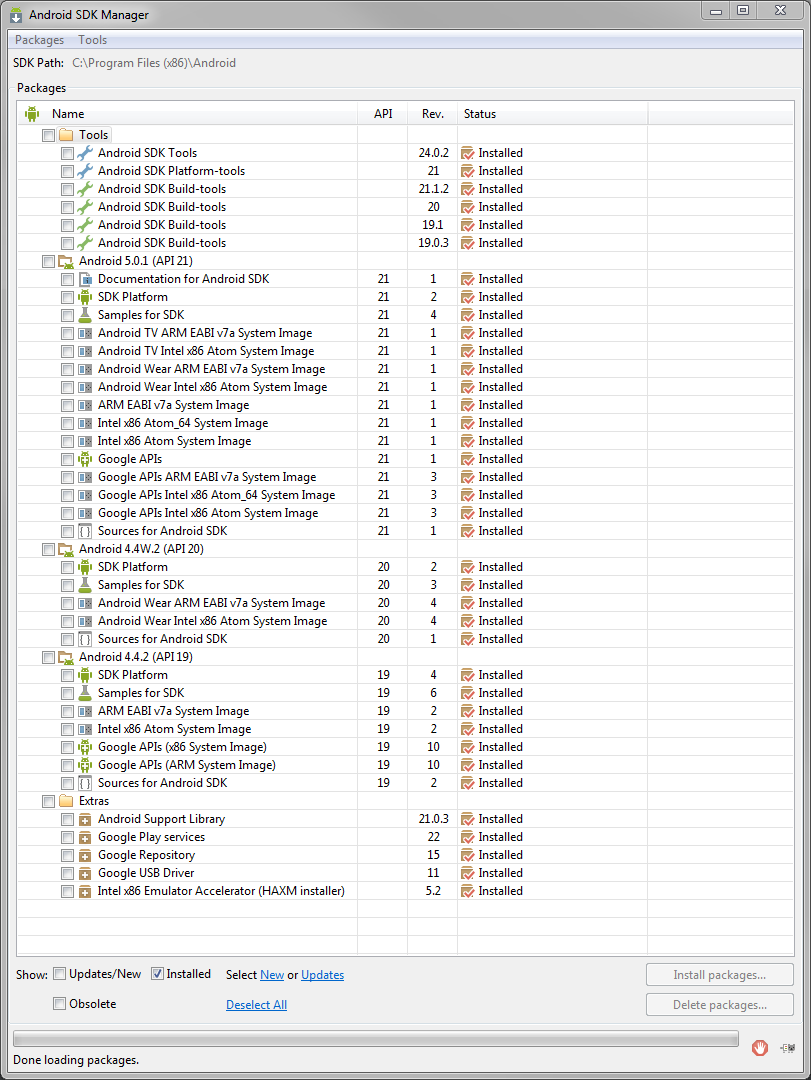 Android SDK Manager
Packages Tools
SDK Path: C:\Program Files (x86)\Android
Packages
Name API Rev. Status
Tools
Android SDK Tools 24.0.2 Installed
Android SDK Platform-tools 21 Installed
Android SDK Build-tools 21.1.2 Installed
Android SDK Build-tools 20 Installed
Android SDK Build-tools 19.1 Installed
Android SDK Build-tools 19.0.3 Installed
Android 5.0.1 (API 21)
Documentation for Android SDK 21 1 Installed
SDK Platform 21 2 Installed
Samples for SDK 21 4 Installed
Android TV ARM EABI v7a System Image 21 1 Installed
Android TV Intel x86 Atom System Image 21 1 Installed
Android Wear ARM EABI v7a System Image 21 1 Installed
Android Wear Intel x86 Atom System Image 21 1 Installed
ARM EABI v7a System Image 21 1 Installed
Intel x86 Atom_64 System Image 21 1 Installed
Intel x86 Atom System Image 21 1 Installed
Google APIs 21 1 Installed
Google APIs ARM EABI v7a System Image 21 3 Installed
Google APIs Intel x86 Atom_64 System Image 21 3 Installed
Google APIs Intel x86 Atom System Image 21 3 Installed
Sources for Android SDK 21 1 Installed
Android 4.4W.2 (API 20)
SDK Platform 20 2 Installed
Samples for SDK 20 3 Installed
Android Wear ARM EABI v7a System Image 20 4 Installed
Android Wear Intel x86 Atom System Image 20 4 Installed
Sources for Android SDK 20 1 Installed
Android 4.4.2 (API 19)
SDK Platform 19 4 Installed
Samples for SDK 19 6 Installed
ARM EABI v7a System Image 19 2 Installed
Intel x86 Atom System Image 19 2 Installed
Google APIs (x86 System Image) 19 10 Installed
Google APIs (ARM System Image) 19 10 Installed
Sources for Android SDK 19 2 Installed
Extras
Android Support Library 21.0.3 Installed
Google Play services 22 Installed
Google Repository 15 Installed
Google USB Driver 11 Installed
Intel x86 Emulator Accelerator (HAXM installer) 5.2 Installed
Show: Updates/New Installed Select New or Updates Install packages...
Obsolete Deselect All Delete packages...
Done loading packages.